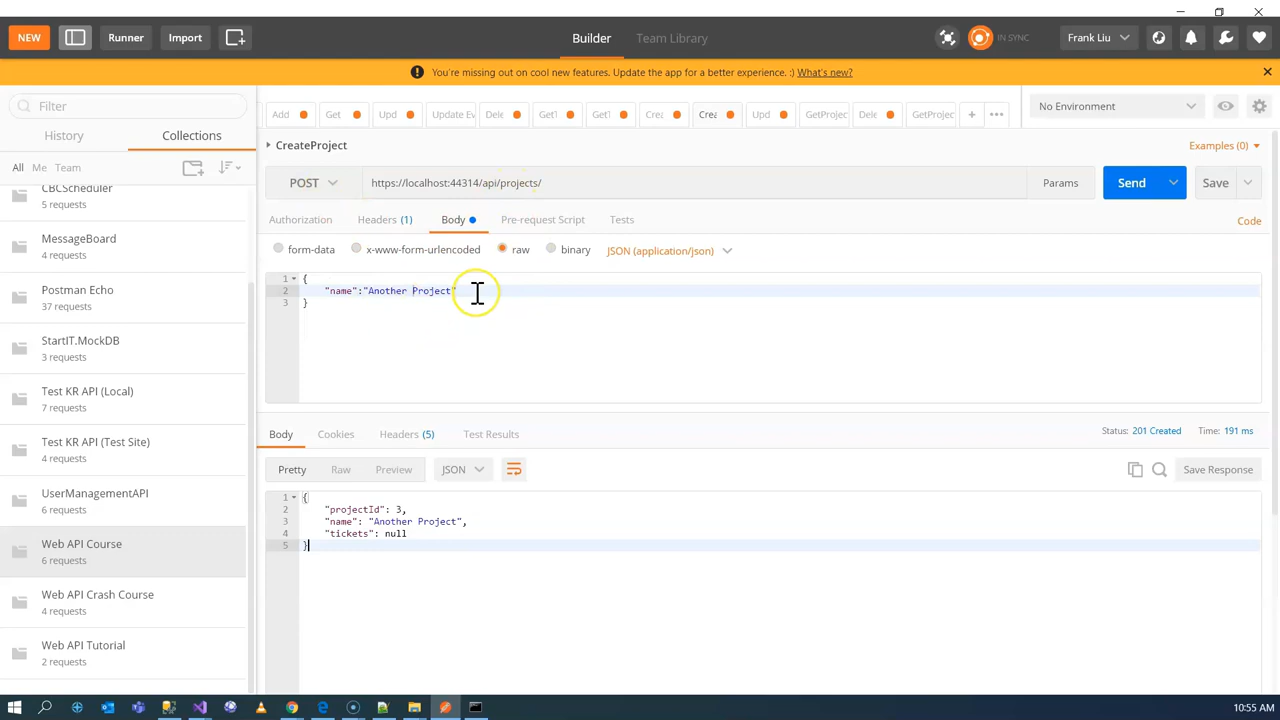 NEW
Runner
Import
Builder
Team Library
IN SYNC
Frank Liu
You're missing out on cool new features. Update the app for a better experience. :) What's new?
Filter
History
Collections
All Me Team
CBCScheduler
5 requests
MessageBoard
4 requests
Postman Echo
37 requests
StartIT.MockDB
3 requests
Test KR API (Local)
7 requests
Test KR API (Test Site)
4 requests
UserManagementAPI
6 requests
Web API Course
6 requests
Web API Crash Course
4 requests
Web API Tutorial
2 requests
Add
Get
Upd
Update Ev
Dele
Get
Get
Crea
Crea
Upd
GetProjec
Dele
GetProjec
No Environment
CreateProject
Examples (0)
POST
https://localhost:44314/api/projects/
Params
Send
Save
Authorization
Headers (1)
Body
Pre-request Script
Tests
Code
form-data
x-www-form-urlencoded
raw
binary
JSON (application/json)
1 {
2 "name":"Another Project"
3 }
Body
Cookies
Headers (5)
Test Results
Status: 201 Created
Time: 191 ms
Pretty
Raw
Preview
JSON
Save Response
1 {
2 "projectId": 3,
3 "name": "Another Project",
4 "tickets": null
5 }
10:55 AM